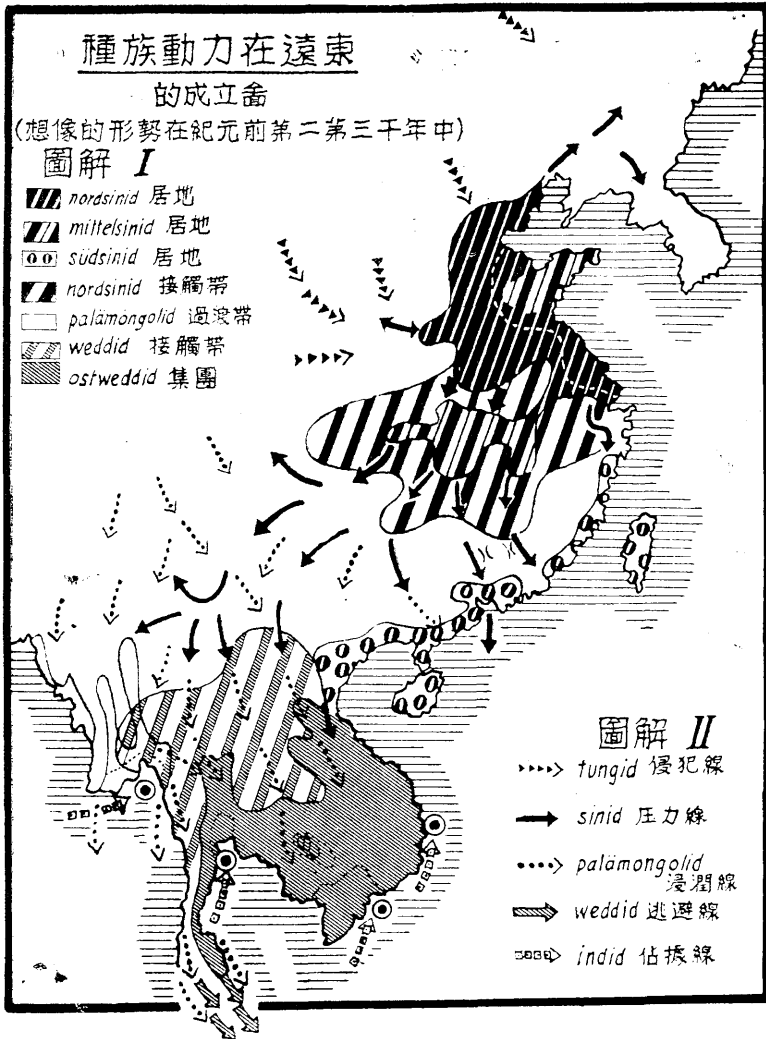 種族動力在遠東
的成立
(想像的形勢在紀元前第二第三千年中)
圖解 I
nordsinid 居地
mittelsinid 居地
südsinid 居地
nordsinid 接觸帶
palämongolid 過渡帶
weddid 接觸帶
ostweddid 集團
圖解 II
tungid 侵犯線
sinid 压力線
palämongolid
浸潤線
weddid 逃避線
indid 佔據線